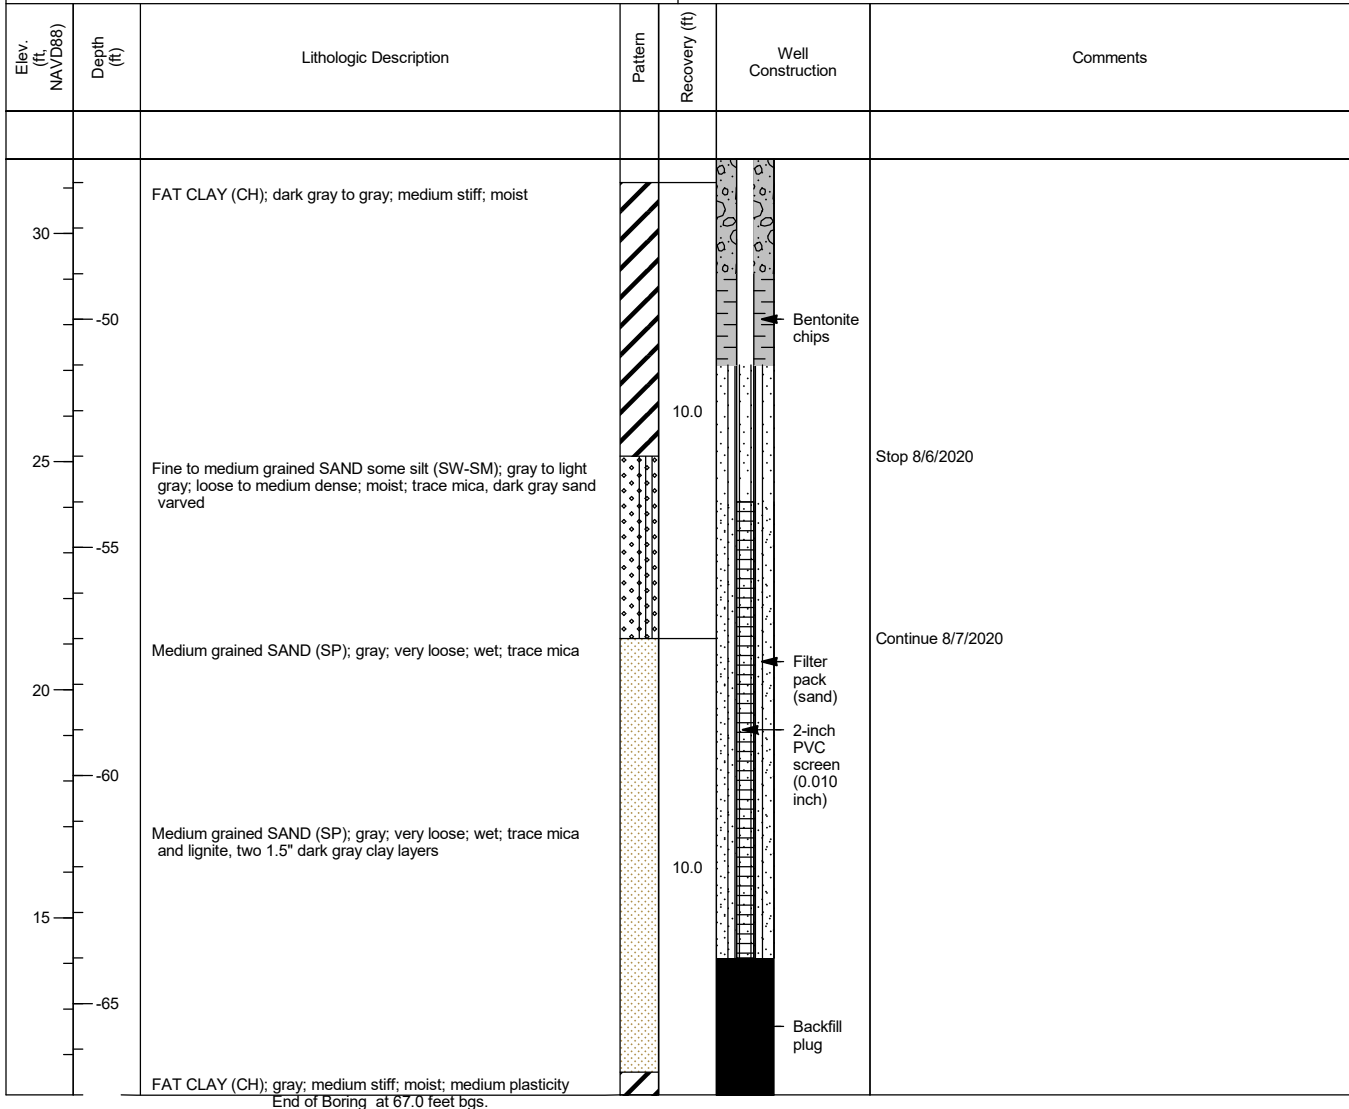 Elev.
(ft,
NAVD88)
Depth
(ft)
Lithologic Description
Pattern
Recovery (ft)
Well
Construction
Comments
FAT CLAY (CH); dark gray to gray; medium stiff; moist
30
-50
Bentonite
chips
10.0
25
Fine to medium grained SAND some silt (SW-SM); gray to light
gray; loose to medium dense; moist; trace mica, dark gray sand
varved
Stop 8/6/2020
-55
Continue 8/7/2020
Medium grained SAND (SP); gray; very loose; wet; trace mica
Filter
pack
(sand)
20
2-inch
PVC
screen
(0.010
inch)
-60
Medium grained SAND (SP); gray; very loose; wet; trace mica
and lignite, two 1.5" dark gray clay layers
10.0
15
-65
Backfill
plug
FAT CLAY (CH); gray; medium stiff; moist; medium plasticity
End of Boring at 67.0 feet bgs.